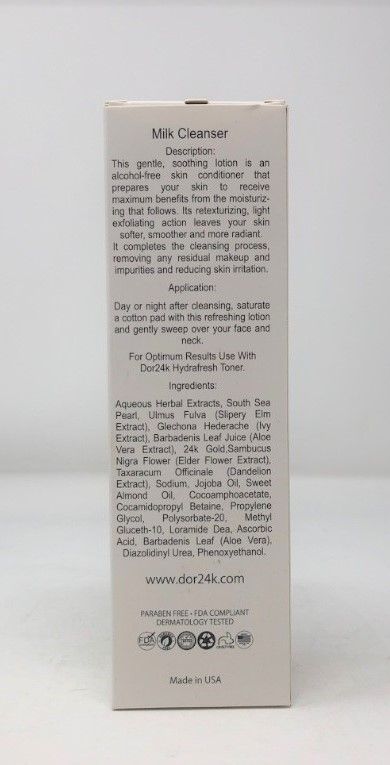 Milk Cleanser
Description:
This gentle, soothing lotion is an
alcohol-free skin conditioner that
prepares your skin to receive
maximum benefits from the moisturiz-
ing that follows. Its retexturizing, light
exfoliating action leaves your skin
softer, smoother and more radiant.
It completes the cleansing process,
removing any residual makeup and
impurities and reducing skin irritation.
Application:
Day or night after cleansing, saturate
a cotton pad with this refreshing lotion
and gently sweep over your face and
neck.
For Optimum Results Use With
Dor24k Hydrafresh Toner.
Ingredients:
Aqueous Herbal Extracts, South Sea
Pearl, Ulmus Fulva (Slipery Elm
Extract), Glechona Hederache (Ivy
Extract), Barbadenis Leaf Juice (Aloe
Vera Extract), 24k Gold,Sambucus
Nigra Flower (Elder Flower Extract),
Taxaracum Officinale (Dandelion
Extract), Sodium, Jojoba Oil, Sweet
Almond Oil, Cocoamphoacetate,
Cocamidopropyl Betaine, Propylene
Glycol, Polysorbate-20, Methyl
Gluceth-10, Loramide Dea, Ascorbic
Acid, Barbadenis Leaf (Aloe Vera),
Diazolidinyl Urea, Phenoxyethanol.
www.dor24k.com
PARABEN FREE • FDA COMPLIANT
DERMATOLOGY TESTED
FDA
Made in USA